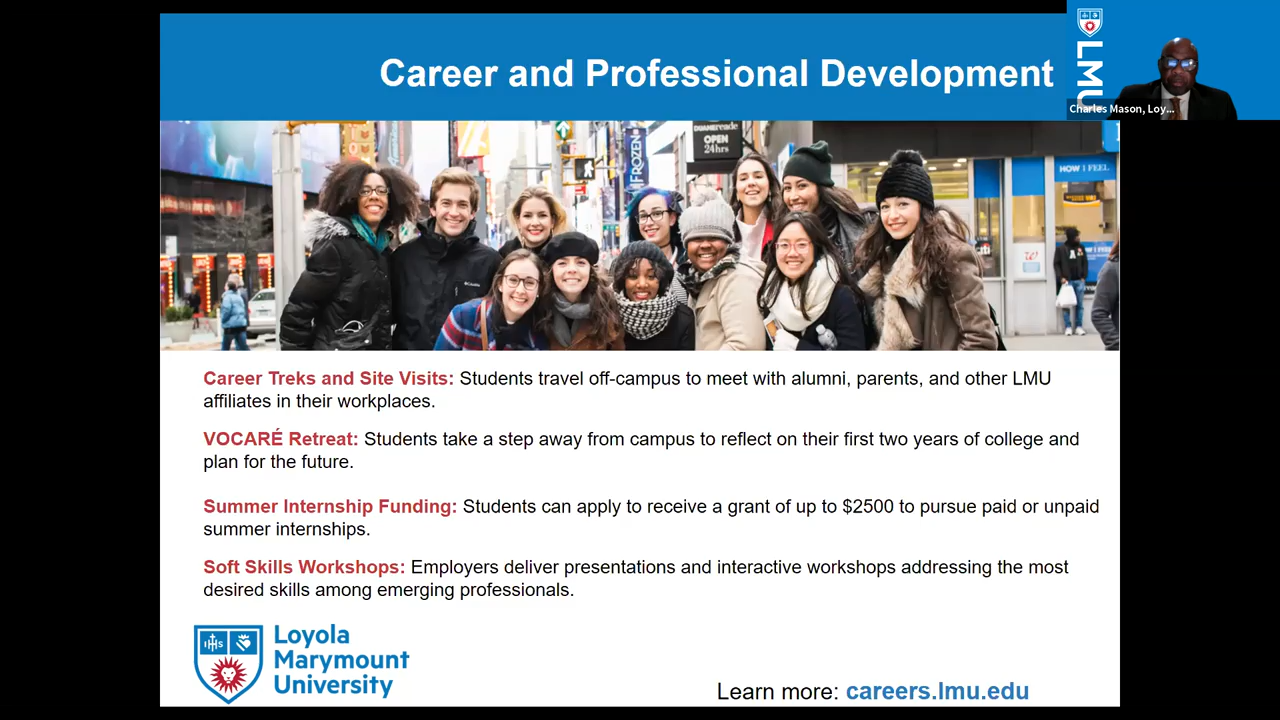 Career and Professional Development
LMU
Charles Mason, Loy...
FROZEN
DUANEreade
OPEN
24hrs
HOW I FEEL
citi
Career Treks and Site Visits: Students travel off-campus to meet with alumni, parents, and other LMU
affiliates in their workplaces.
VOCARÉ Retreat: Students take a step away from campus to reflect on their first two years of college and
plan for the future.
Summer Internship Funding: Students can apply to receive a grant of up to $2500 to pursue paid or unpaid
summer internships.
Soft Skills Workshops: Employers deliver presentations and interactive workshops addressing the most
desired skills among emerging professionals.
IHS
Loyola
Marymount
University
Learn more: careers.lmu.edu